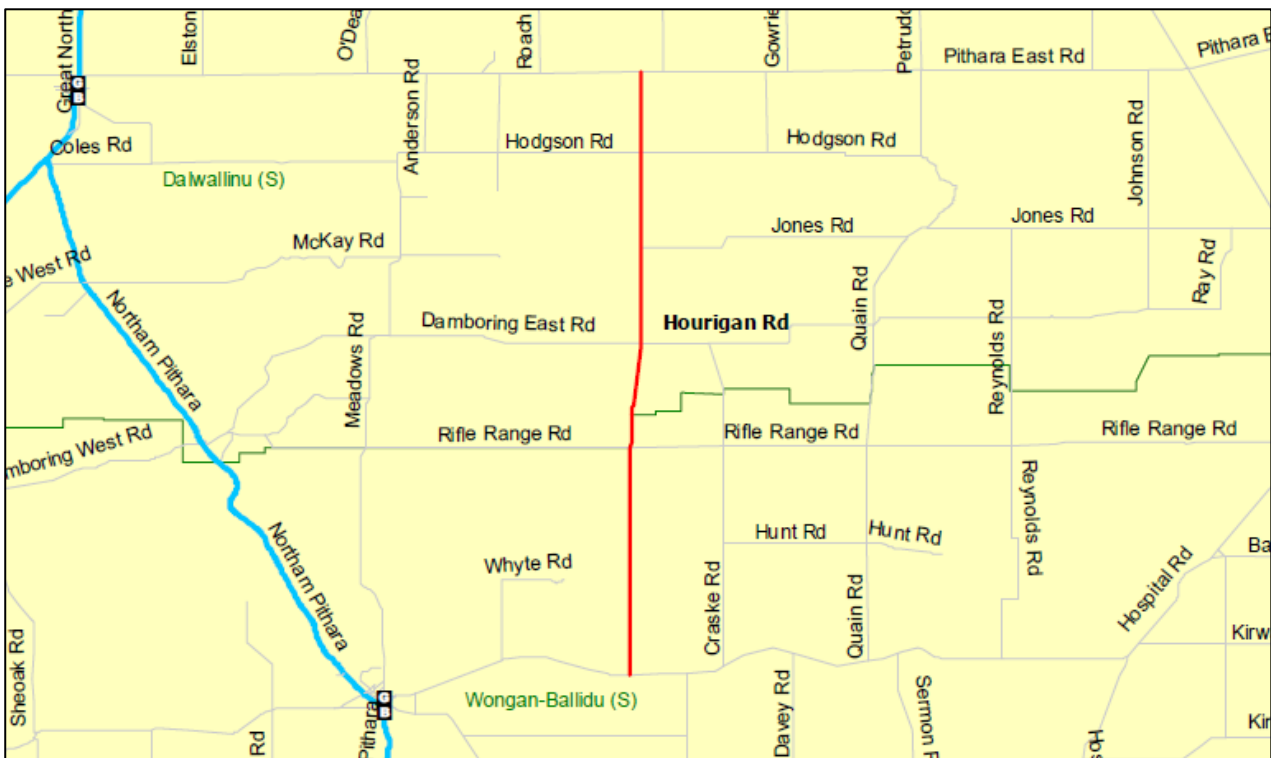 Great North
Elston
O'Dea
Roach
Gowrie
Petrudo
Pithara East Rd
Pithara E
Coles Rd
Anderson Rd
Hodgson Rd
Hodgson Rd
Johnson Rd
Dalwallinu (S)
McKay Rd
Jones Rd
Jones Rd
e West Rd
Ray Rd
Northam Pithara
Meadows Rd
Damboring East Rd
Hourigan Rd
Quain Rd
Reynolds Rd
mboring West Rd
Rifle Range Rd
Rifle Range Rd
Rifle Range Rd
Northam Pithara
Whyte Rd
Hunt Rd
Hunt Rd
Reynolds Rd
Hospital Rd
Ba
Craske Rd
Quain Rd
Kirw
Sheoak Rd
Wongan-Ballidu (S)
Rd
Pithara
Davey Rd
Sermon R
Hos
Kir